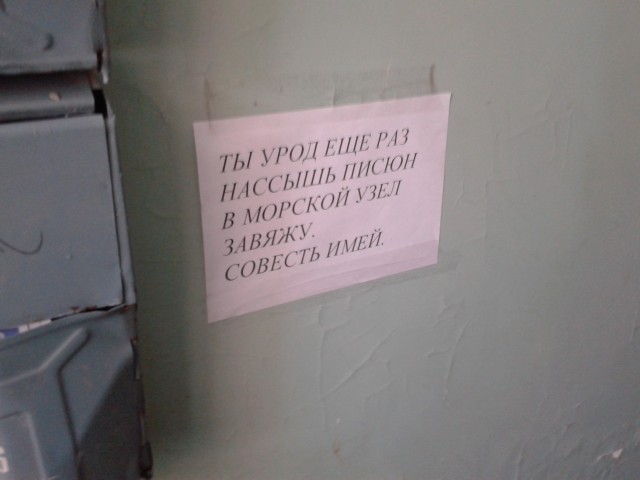 ТЫ УРОД ЕЩЕ РАЗ
НАССЫШЬ ПИСЮН
В МОРСКОЙ УЗЕЛ
ЗАВЯЖУ.
СОВЕСТЬ ИМЕЙ.